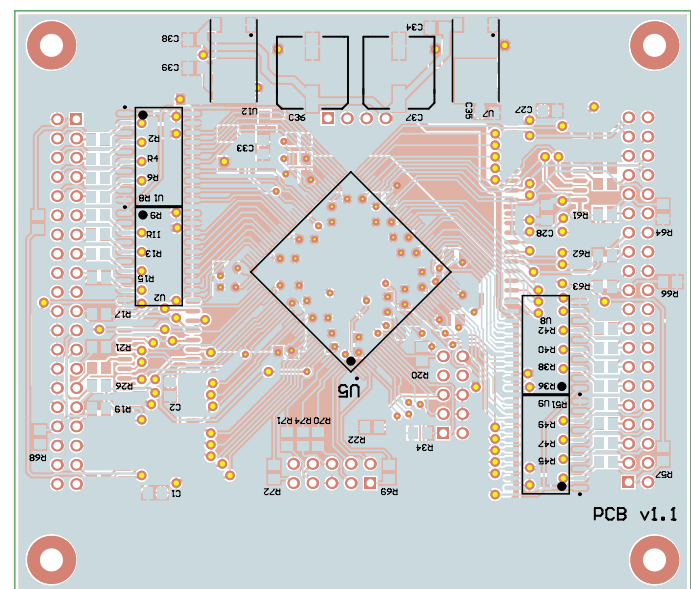 C34
C38
C39
U12
C36
C37
C35
U7
C27
R2
C33
R4
R6
U1
R8
R9
R61
R11
C28
R64
R13
R62
R15
R63
R66
U2
R17
U8
R42
R21
R40
R20
R38
R26
U5
R36
R19
C2
R51
U9
R71
R74
R70
R22
R49
R34
R47
R68
R45
R72
R69
R57
C1
PCB v1.1